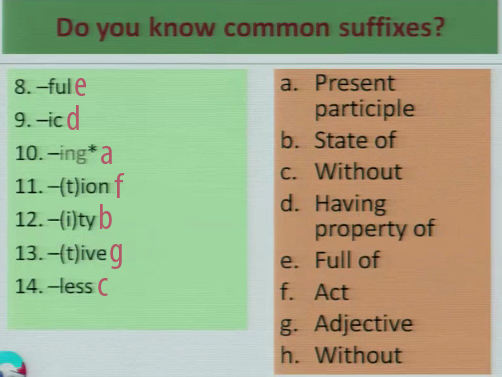 Do you know common suffixes?
8. –ful e
9. –ic d
10. –ing* a
11. –(t)ion f
12. –(i)ty b
13. –(t)ive g
14. –less c
a. Present
participle
b. State of
c. Without
d. Having
property of
e. Full of
f. Act
g. Adjective
h. Without